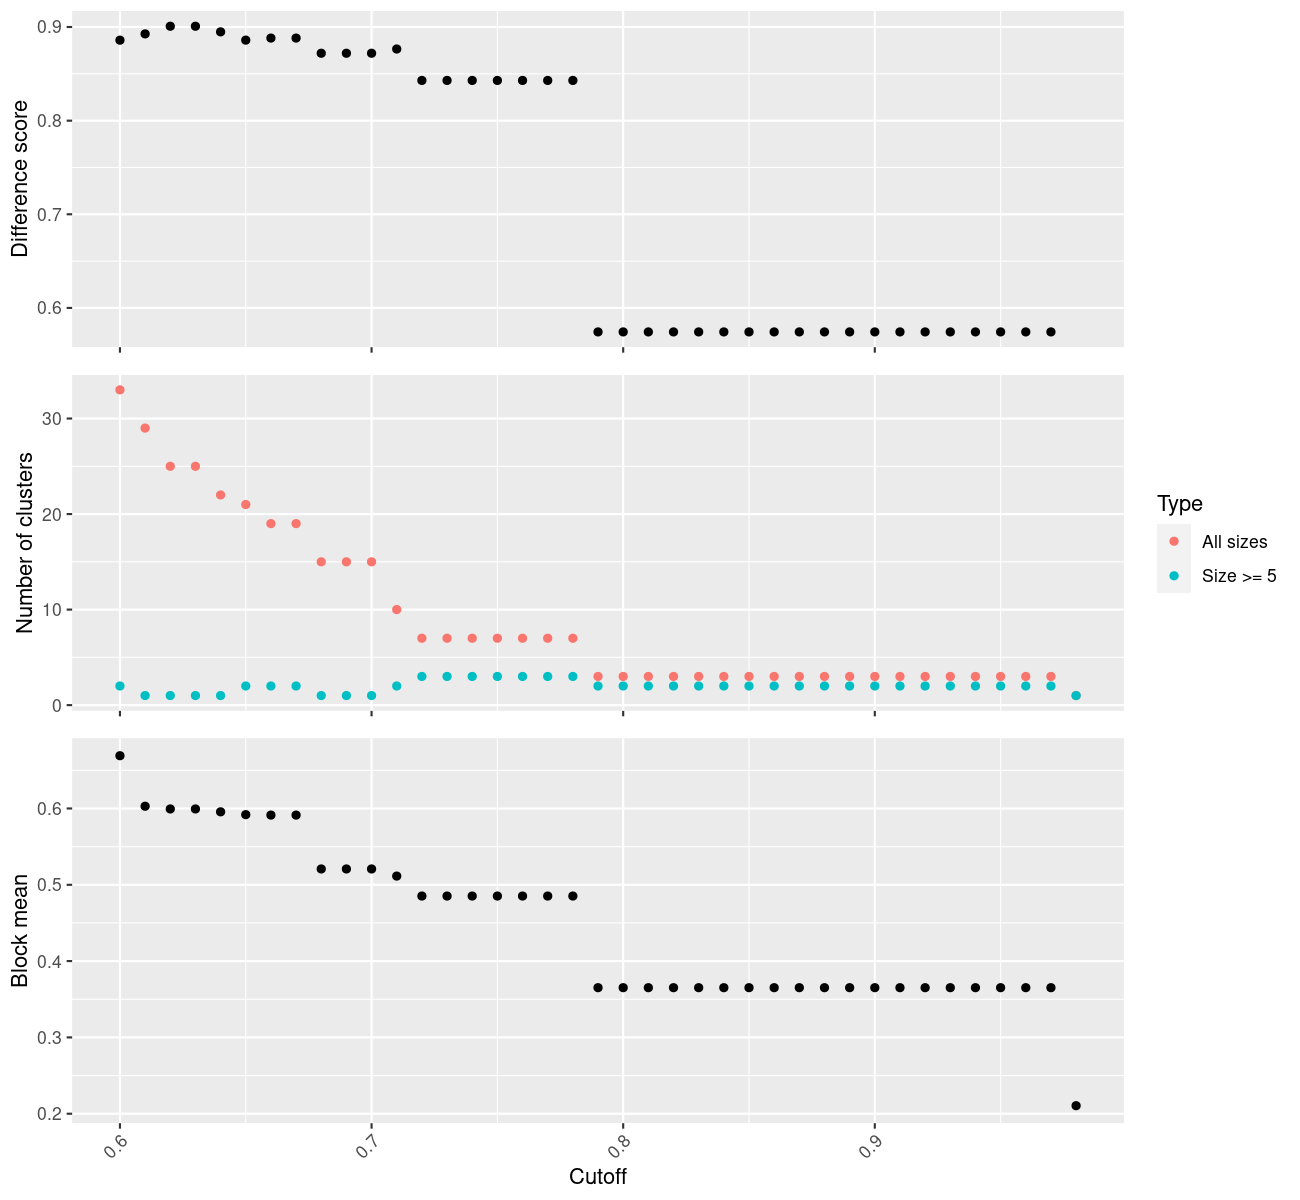 Difference score
0.9
0.8
0.7
0.6
Number of clusters
30
20
10
0
Type
All sizes
Size >= 5
Block mean
0.6
0.5
0.4
0.3
0.2
0.6
0.7
0.8
0.9
Cutoff